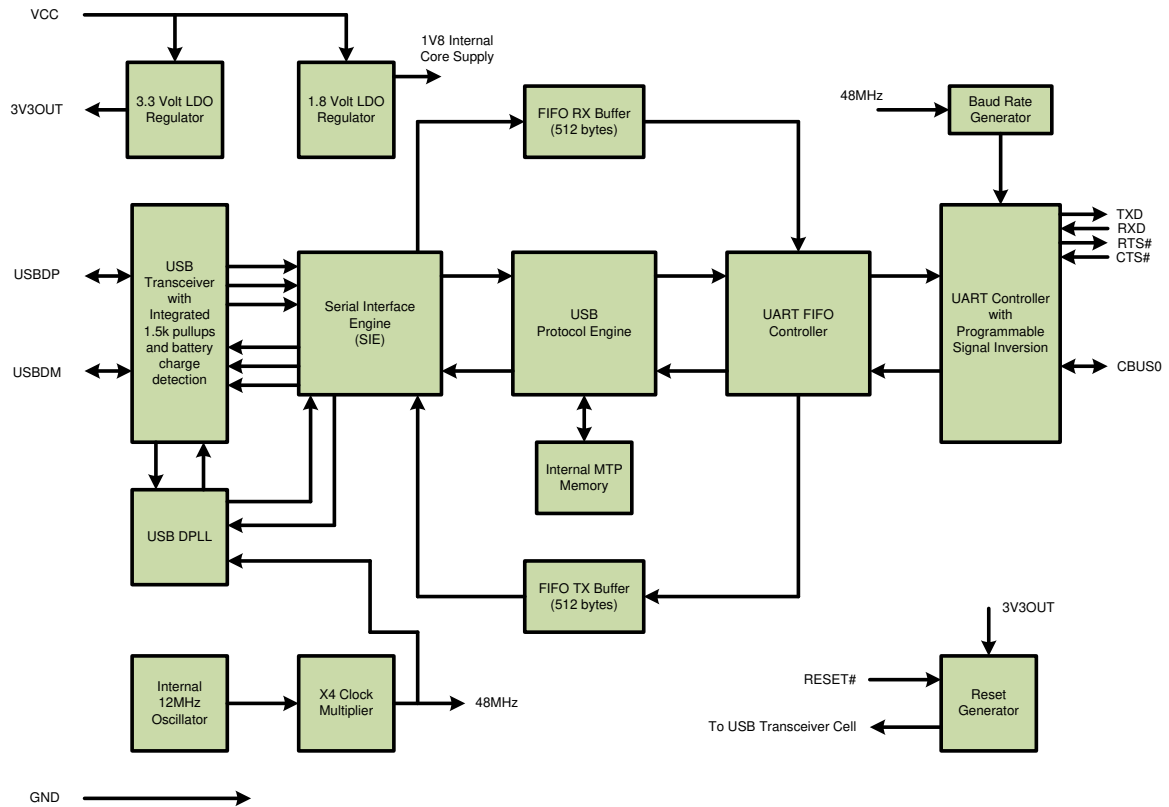 VCC
1V8 Internal
Core Supply
3.3 Volt LDO
Regulator
1.8 Volt LDO
Regulator
3V3OUT
FIFO RX Buffer
(512 bytes)
48MHz
Baud Rate
Generator
USBDP
USBDM
USB
Transceiver
with
Integrated
1.5k pullups
and battery
charge
detection
Serial Interface
Engine
(SIE)
USB
Protocol Engine
UART FIFO
Controller
UART Controller
with
Programmable
Signal Inversion
TXD
RXD
RTS#
CTS#
CBUS0
Internal MTP
Memory
USB DPLL
FIFO TX Buffer
(512 bytes)
Internal
12MHz
Oscillator
X4 Clock
Multiplier
48MHz
3V3OUT
RESET#
Reset
Generator
To USB Transceiver Cell
GND